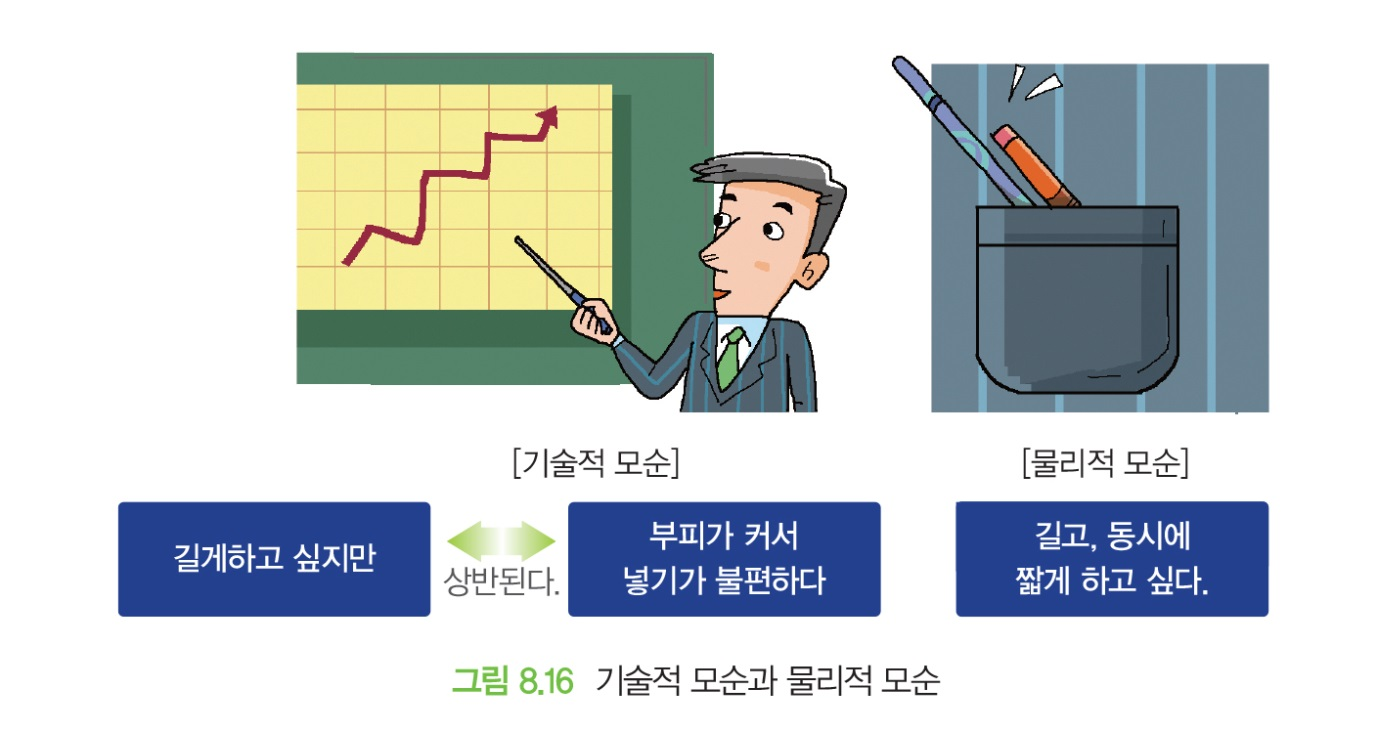 [기술적 모순]
[물리적 모순]
길게하고 싶지만
상반된다.
부피가 커서
넣기가 불편하다
길고, 동시에
짧게 하고 싶다.
그림 8.16 기술적 모순과 물리적 모순